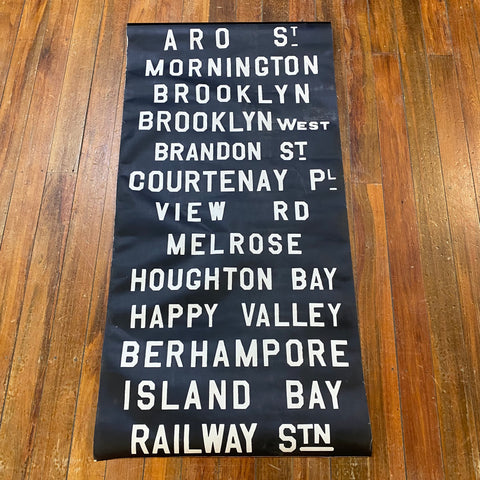 ARO ST
MORNINGTON
BROOKLYN
BROOKLYN WEST
BRANDON ST
COURTENAY PL
VIEW RD
MELROSE
HOUGHTON BAY
HAPPY VALLEY
BERHAMPORE
ISLAND BAY
RAILWAY STN